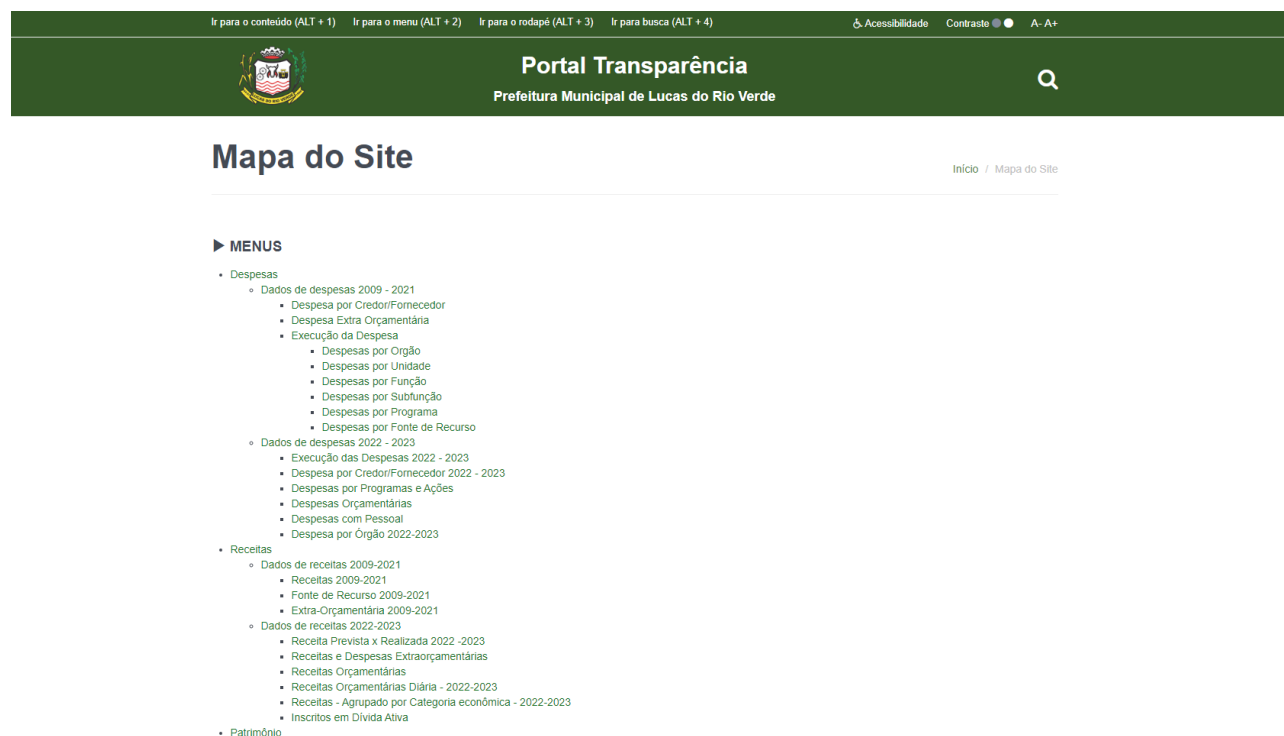 Ir para o conteúdo (ALT + 1) Ir para o menu (ALT + 2) Ir para o rodapé (ALT + 3) Ir para busca (ALT + 4) Acessibilidade Contraste A- A+
Portal Transparência
Prefeitura Municipal de Lucas do Rio Verde
Mapa do Site
Início / Mapa do Site
MENUS
Despesas
Dados de despesas 2009 - 2021
Despesa por Credor/Fornecedor
Despesa Extra Orçamentária
Execução da Despesa
Despesas por Orgão
Despesas por Unidade
Despesas por Função
Despesas por Subfunção
Despesas por Programa
Despesas por Fonte de Recurso
Dados de despesas 2022 - 2023
Execução das Despesas 2022 - 2023
Despesa por Credor/Fornecedor 2022 - 2023
Despesas por Programas e Ações
Despesas Orçamentárias
Despesas com Pessoal
Despesa por Órgão 2022-2023
Receitas
Dados de receitas 2009-2021
Receitas 2009-2021
Fonte de Recurso 2009-2021
Extra-Orçamentária 2009-2021
Dados de receitas 2022-2023
Receita Prevista x Realizada 2022 -2023
Receitas e Despesas Extraorçamentárias
Receitas Orçamentárias
Receitas Orçamentárias Diária - 2022-2023
Receitas - Agrupado por Categoria econômica - 2022-2023
Inscritos em Dívida Ativa
Patrimônio